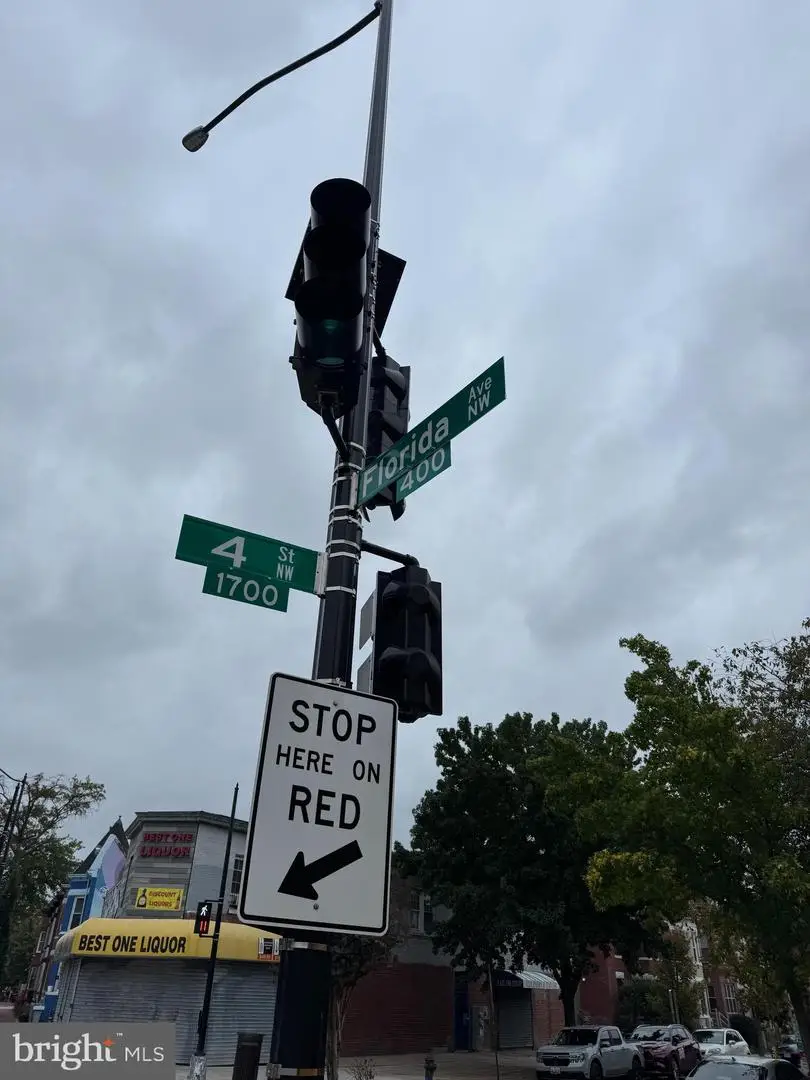 Florida Ave NW
400
4 St NW
1700
STOP
HERE ON
RED
BEST ONE
LIQUOR
DISCOUNT
LIQUORS
BEST ONE LIQUOR
bright™ MLS